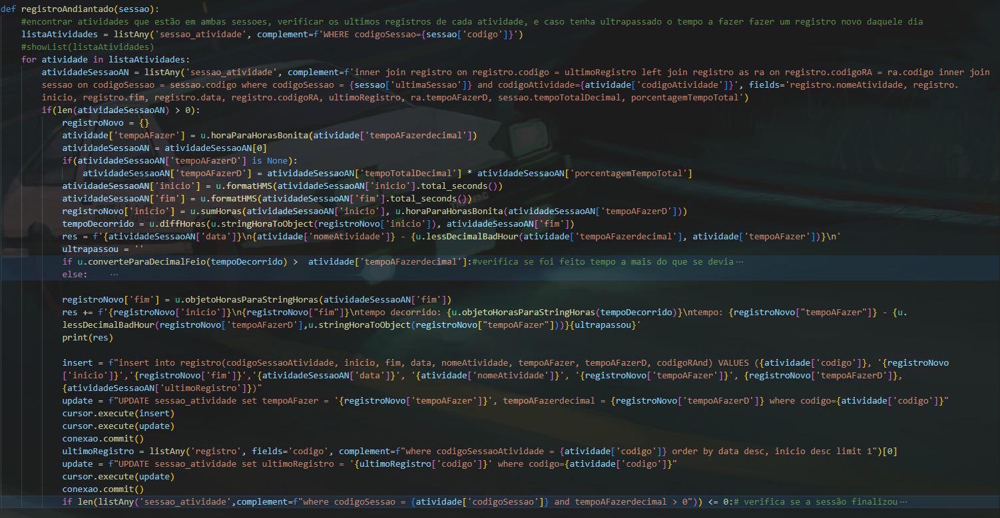 def registroAndiantado(sessao):
#encontrar atividades que estão em ambas sessoes, verificar os ultimos registros de cada atividade, e caso tenha ultrapassado o tempo a fazer fazer um registro novo daquele dia
listaAtividades = listAny('sessao_atividade', complement=f'WHERE codigoSessao={sessao['codigo']}')
#showList(listaAtividades)
for atividade in listaAtividades:
atividadeSessaoAN = listAny('sessao_atividade', complement=f'inner join registro on registro.codigo = ultimoRegistro left join registro as ra on registro.codigoRA = ra.codigo inner join
sessao on codigoSessao = sessao.codigo where codigoSessao = {sessao['ultimaSessao']} and codigoAtividade={atividade['codigoAtividade']}', fields='registro.nomeAtividade, registro.
inicio, registro.fim, registro.data, registro.codigoRA, ultimoRegistro, ra.tempoAFazerD, sessao.tempoTotalDecimal, porcentagemTempoTotal')
if(len(atividadeSessaoAN) > 0):
registroNovo = {}
atividade['tempoAFazer'] = u.horaParaHorasBonita(atividade['tempoAFazerdecimal'])
atividadeSessaoAN = atividadeSessaoAN[0]
if(atividadeSessaoAN['tempoAFazerD'] is None):
atividadeSessaoAN['tempoAFazerD'] = atividadeSessaoAN['tempoTotalDecimal'] * atividadeSessaoAN['porcentagemTempoTotal']
atividadeSessaoAN['inicio'] = u.formatHMS(atividadeSessaoAN['inicio'].total_seconds())
atividadeSessaoAN['fim'] = u.formatHMS(atividadeSessaoAN['fim'].total_seconds())
registroNovo['inicio'] = u.sumHoras(atividadeSessaoAN['inicio'], u.horaParaHorasBonita(atividadeSessaoAN['tempoAFazerD']))
tempoDecorrido = u.diffHoras(u.stringHoraToObject(registroNovo['inicio']), atividadeSessaoAN['fim'])
res = f'{atividadeSessaoAN['data']}\n{atividade['nomeAtividade']} - {u.lessDecimalBadHour(atividade['tempoAFazerdecimal'], atividade['tempoAFazer'])}\n'
ultrapassou = ''
if u.converteParaDecimalFeio(tempoDecorrido) >  atividade['tempoAFazerdecimal']:#verifica se foi feito tempo a mais do que se devia ···
else: ···
registroNovo['fim'] = u.objetoHorasParaStringHoras(atividadeSessaoAN['fim'])
res += f'{registroNovo['inicio']}\n{registroNovo["fim"]}\ntempo decorrido: {u.objetoHorasParaStringHoras(tempoDecorrido)}\ntempo: {registroNovo["tempoAFazer"]} - {u.
lessDecimalBadHour(registroNovo['tempoAFazerD'],u.stringHoraToObject(registroNovo["tempoAFazer"]))}{ultrapassou}'
print(res)
insert = f"insert into registro(codigoSessaoAtividade, inicio, fim, data, nomeAtividade, tempoAFazer, tempoAFazerD, codigoRAnd) VALUES ({atividade['codigo']}, '{registroNovo
['inicio']}','{registroNovo['fim']}','{atividadeSessaoAN['data']}', '{atividade['nomeAtividade']}', '{registroNovo['tempoAFazer']}', {registroNovo['tempoAFazerD']},
{atividadeSessaoAN['ultimoRegistro']})"
update = f"UPDATE sessao_atividade set tempoAFazer = '{registroNovo['tempoAFazer']}', tempoAFazerdecimal = {registroNovo['tempoAFazerD']} where codigo={atividade['codigo']}"
cursor.execute(insert)
cursor.execute(update)
conexao.commit()
ultimoRegistro = listAny('registro', fields='codigo', complement=f"where codigoSessaoAtividade = {atividade['codigo']} order by data desc, inicio desc limit 1")[0]
update = f"UPDATE sessao_atividade set ultimoRegistro = '{ultimoRegistro['codigo']}' where codigo={atividade['codigo']}"
cursor.execute(update)
conexao.commit()
if len(listAny('sessao_atividade',complement=f"where codigoSessao = {atividade['codigoSessao']} and tempoAFazerdecimal > 0")) <= 0:# verifica se a sessão finalizou ···